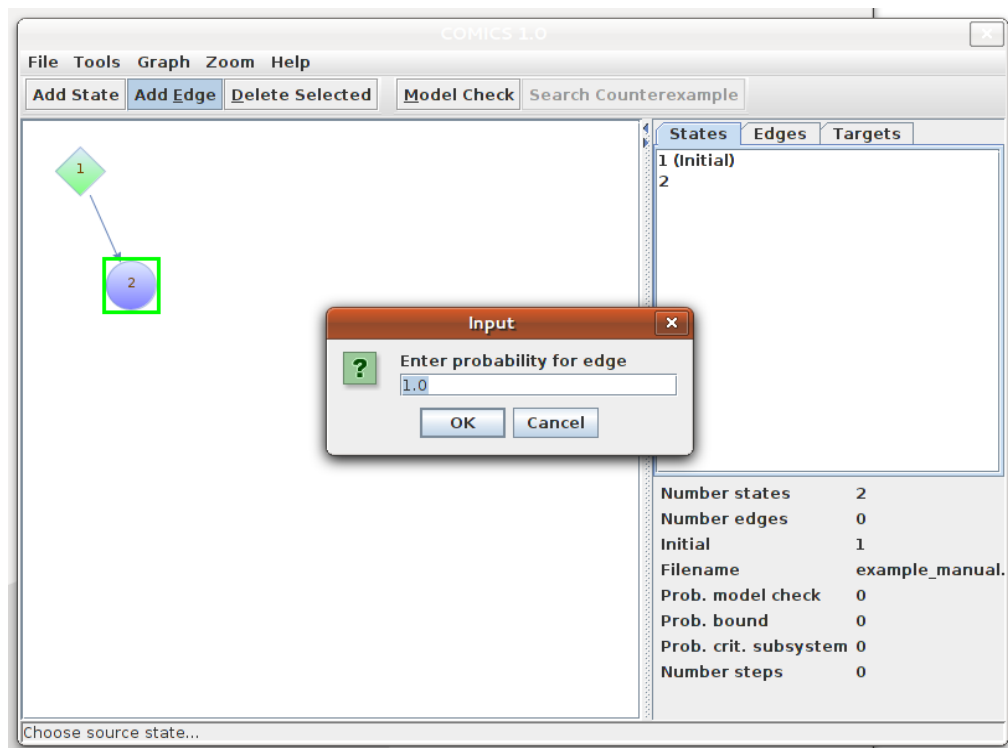 COMICS 1.0
File Tools Graph Zoom Help
Add State Add Edge Delete Selected Model Check Search Counterexample
States Edges Targets
1 (Initial)
2
1
2
Input
Enter probability for edge
1.0
OK Cancel
Number states 2
Number edges 0
Initial 1
Filename example_manual.
Prob. model check 0
Prob. bound 0
Prob. crit. subsystem 0
Number steps 0
Choose source state...